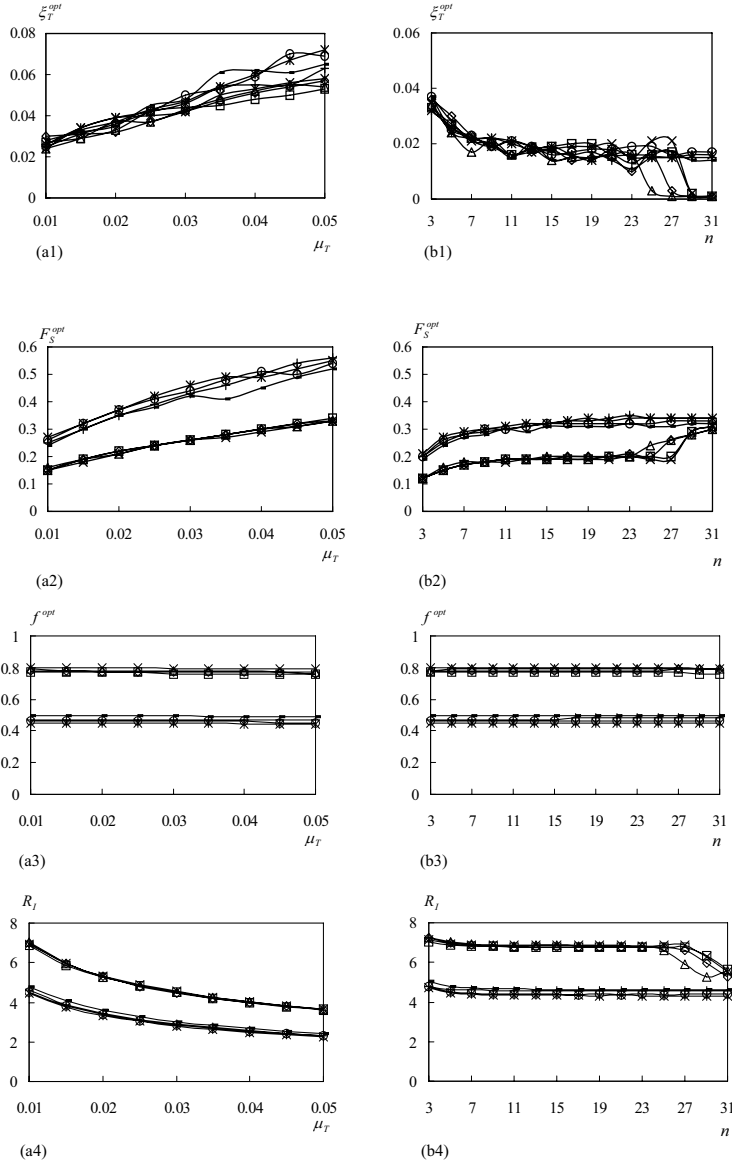 ξ_T^{opt}
0.08
0.06
0.04
0.02
0
0.01 0.02 0.03 0.04 0.05
μ_T
(a1)
ξ_T^{opt}
0.06
0.04
0.02
0
3 7 11 15 19 23 27 31
n
(b1)
F_S^{opt}
0.6
0.5
0.4
0.3
0.2
0.1
0
0.01 0.02 0.03 0.04 0.05
μ_T
(a2)
F_S^{opt}
0.6
0.5
0.4
0.3
0.2
0.1
0
3 7 11 15 19 23 27 31
n
(b2)
f^{opt}
1
0.8
0.6
0.4
0.2
0
0.01 0.02 0.03 0.04 0.05
μ_T
(a3)
f^{opt}
1
0.8
0.6
0.4
0.2
0
3 7 11 15 19 23 27 31
n
(b3)
R_I
8
6
4
2
0
0.01 0.02 0.03 0.04 0.05
μ_T
(a4)
R_I
8
6
4
2
0
3 7 11 15 19 23 27 31
n
(b4)